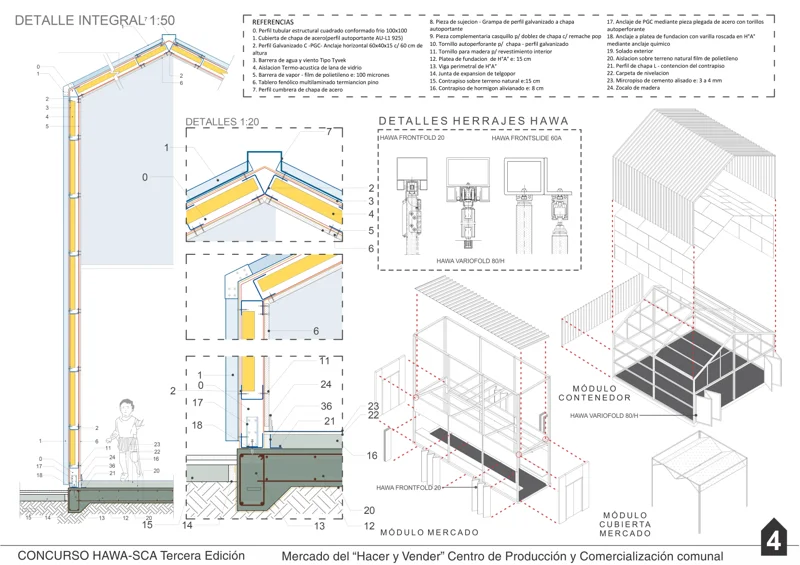 DETALLE INTEGRAL 1:50
REFERENCIAS
0. Perfil tubular estructural cuadrado conformado frio 100x100
1. Cubierta de chapa de acero(perfil autoportante AU-L1 925)
2. Perfil Galvanizado C -PGC- Anclaje horizontal 60x40x15 c/ 60 cm de
altura
3. Barrera de agua y viento Tipo Tyvek
4. Aislacion Termo-acustica de lana de vidrio
5. Barrera de vapor - film de polietileno e: 100 micrones
6. Tablero fenólico multilaminado termiancion pino
7. Perfil cumbrera de chapa de acero
8. Pieza de sujecion - Grampa de perfil galvanizado a chapa
autoportante
9. Pieza complementaria casquillo p/ dobles de chapa c/ remache pop
10. Tornillo autoperforante p/ chapa - perfil galvanizado
11. Tornillo para madera p/ revestimiento interior
12. Platea de fundacion de H°A° e: 15 cm
13. Viga perimetral de H°A°
14. Junta de expansion de telgopor
15. Contrapiso sobre terreno natural e:15 cm
16. Contrapiso de hormigon alivianado e: 8 cm
17. Anclaje de PGC mediante pieza plegada de acero con torillos
autoperforante
18. Anclaje a platea de fundacion con varilla roscada en H°A°
mediante anclaje quimico
19. Solado exterior
20. Aislacion sobre terreno natural film de polietileno
21. Perfil de chapa L - contencion del contrapiso
22. Carpeta de nivelacion
23. Mircropiso de cemento alisado e: 3 a 4 mm
24. Zocalo de madera
0
1
2
3
4
5
2
6
1
2
6
11
0
17
18
24
36
21
23
22
16
20
15
14
13
12
20
DETALLES 1:20
7
1
0
2
3
4
5
6
6
11
1
0
24
2
17
36
18
21
23
22
16
20
15
14
13
12
DETALLES HERRAJES HAWA
HAWA FRONTFOLD 20
HAWA FRONTSLIDE 60A
HAWA VARIOFOLD 80/H
HAWA FRONTFOLD 20
MÓDULO MERCADO
MÓDULO
CONTENEDOR
HAWA VARIOFOLD 80/H
MÓDULO
CUBIERTA
MERCADO
CONCURSO HAWA-SCA Tercera Edición
Mercado del “Hacer y Vender” Centro de Producción y Comercialización comunal
4